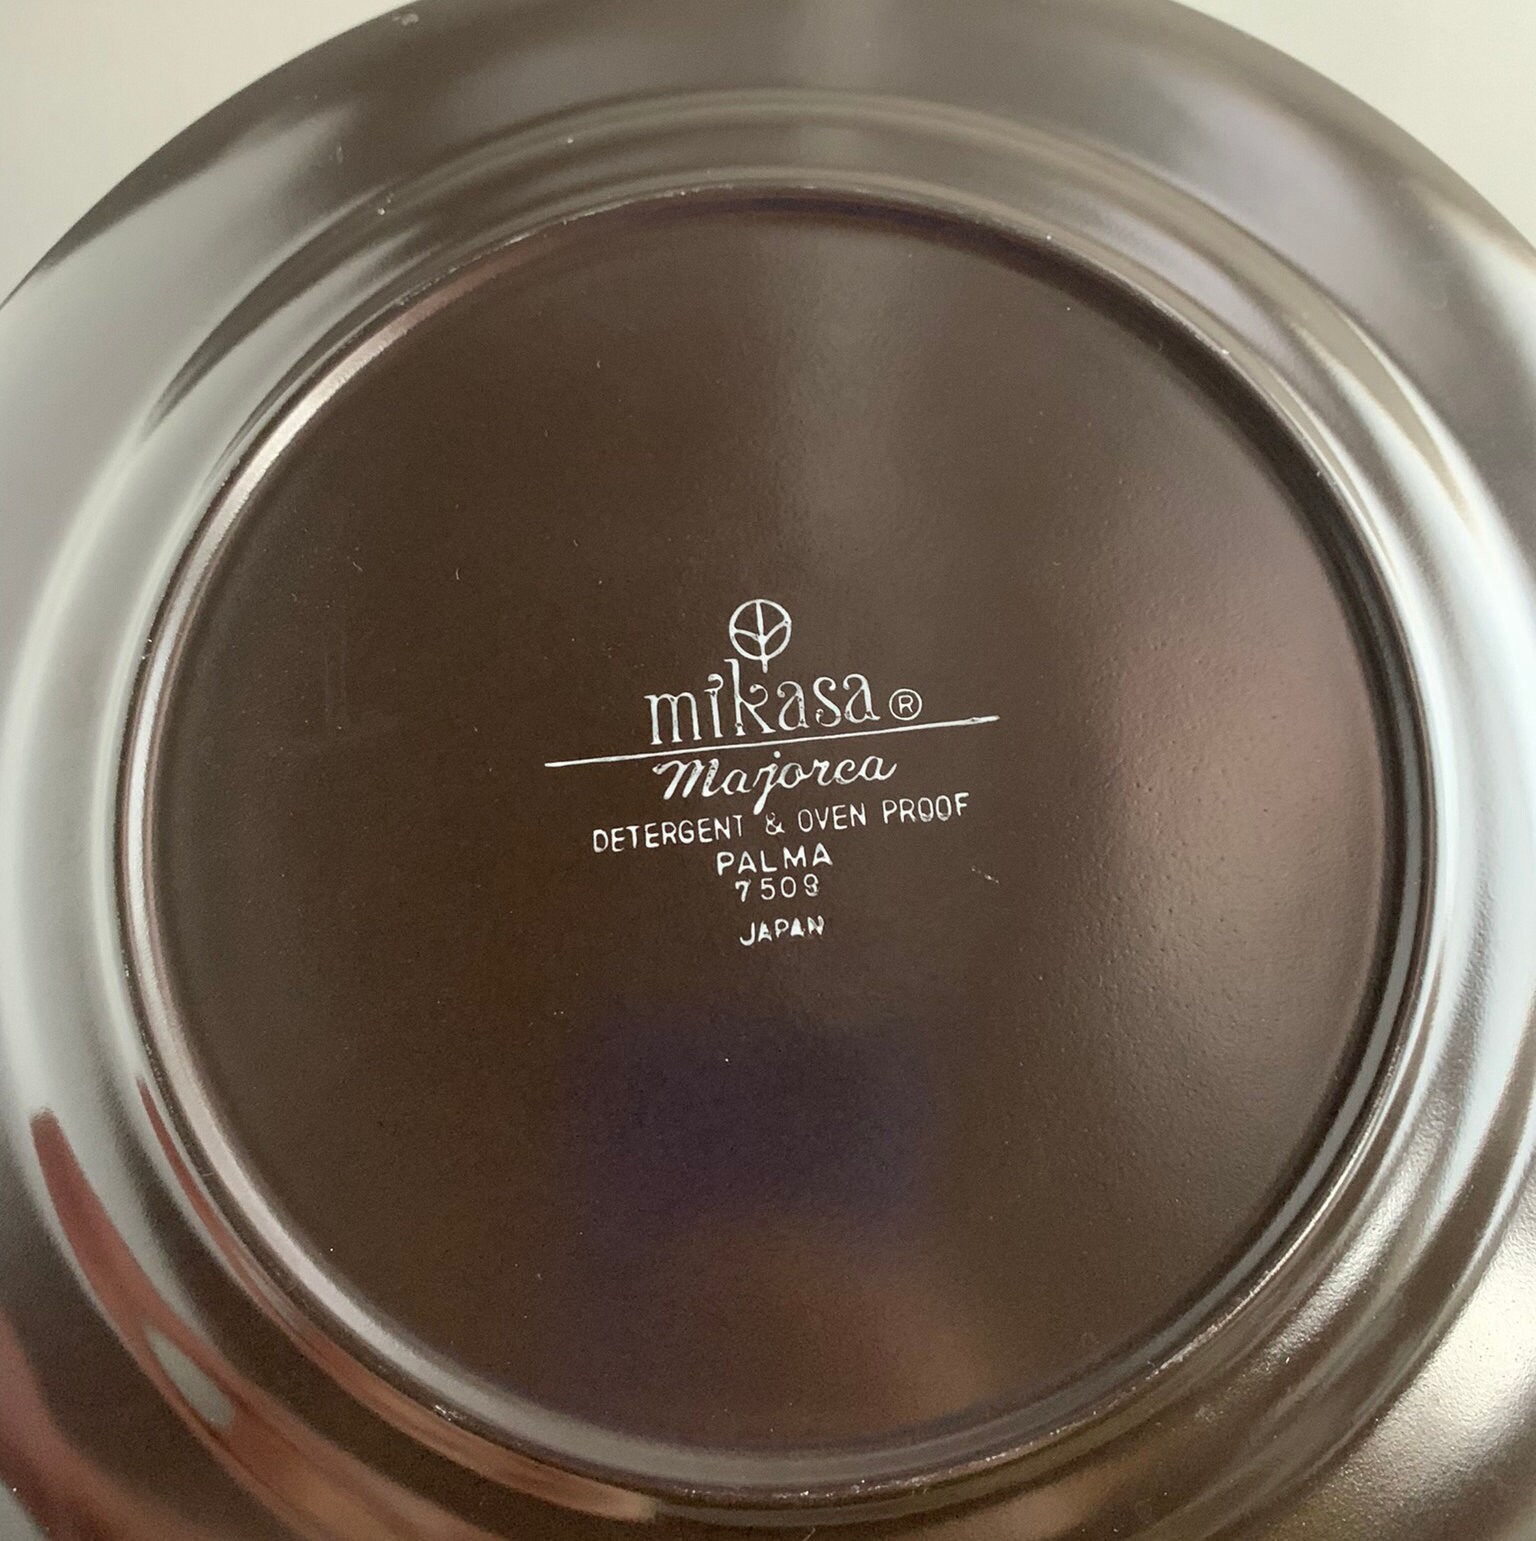 mikasa®
Majorca
DETERGENT & OVEN PROOF
PALMA
7509
JAPAN